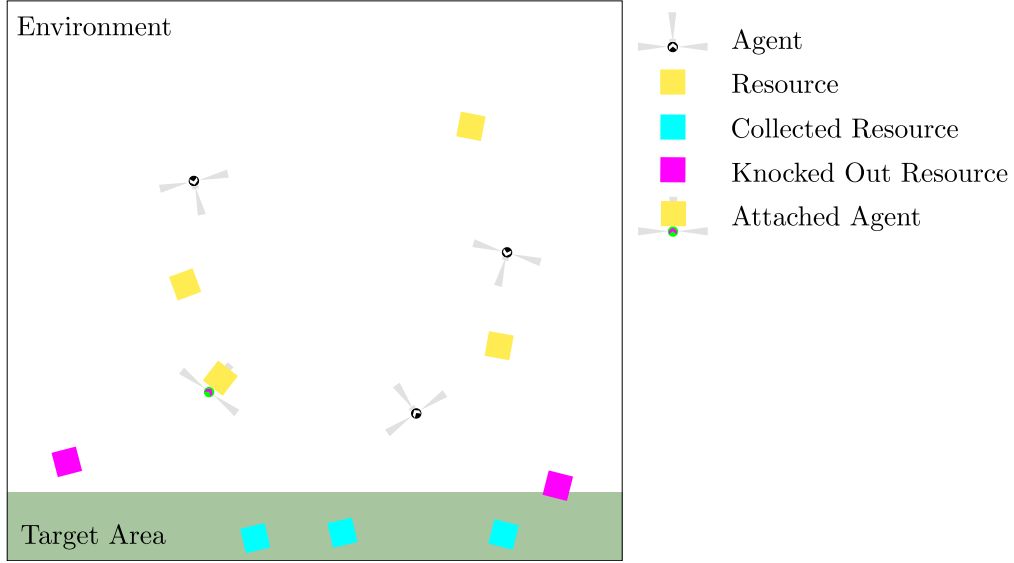 Environment
Agent
Resource
Collected Resource
Knocked Out Resource
Attached Agent
Target Area